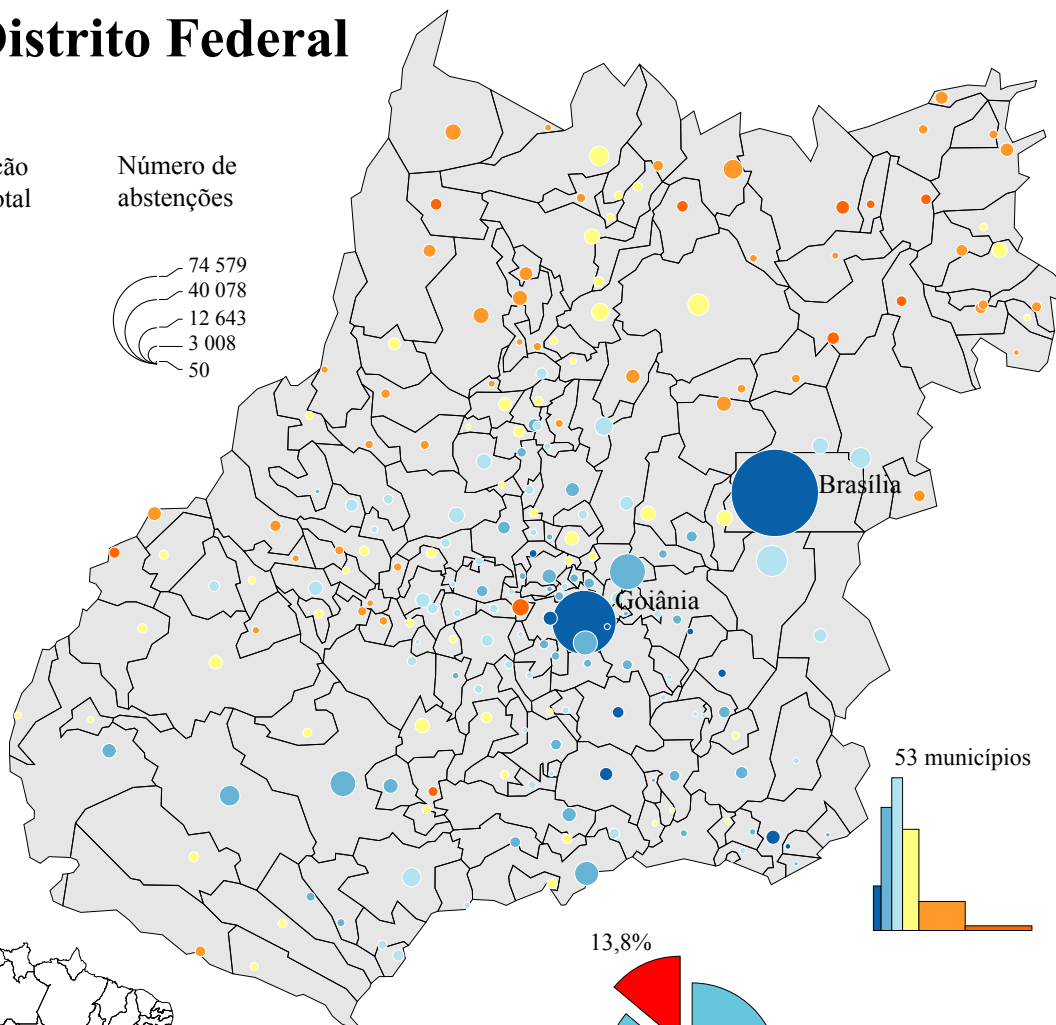 Distrito Federal
Número de
abstenções
74 579
40 078
12 643
3 008
50
Brasília
Goiânia
53 municípios
13,8%